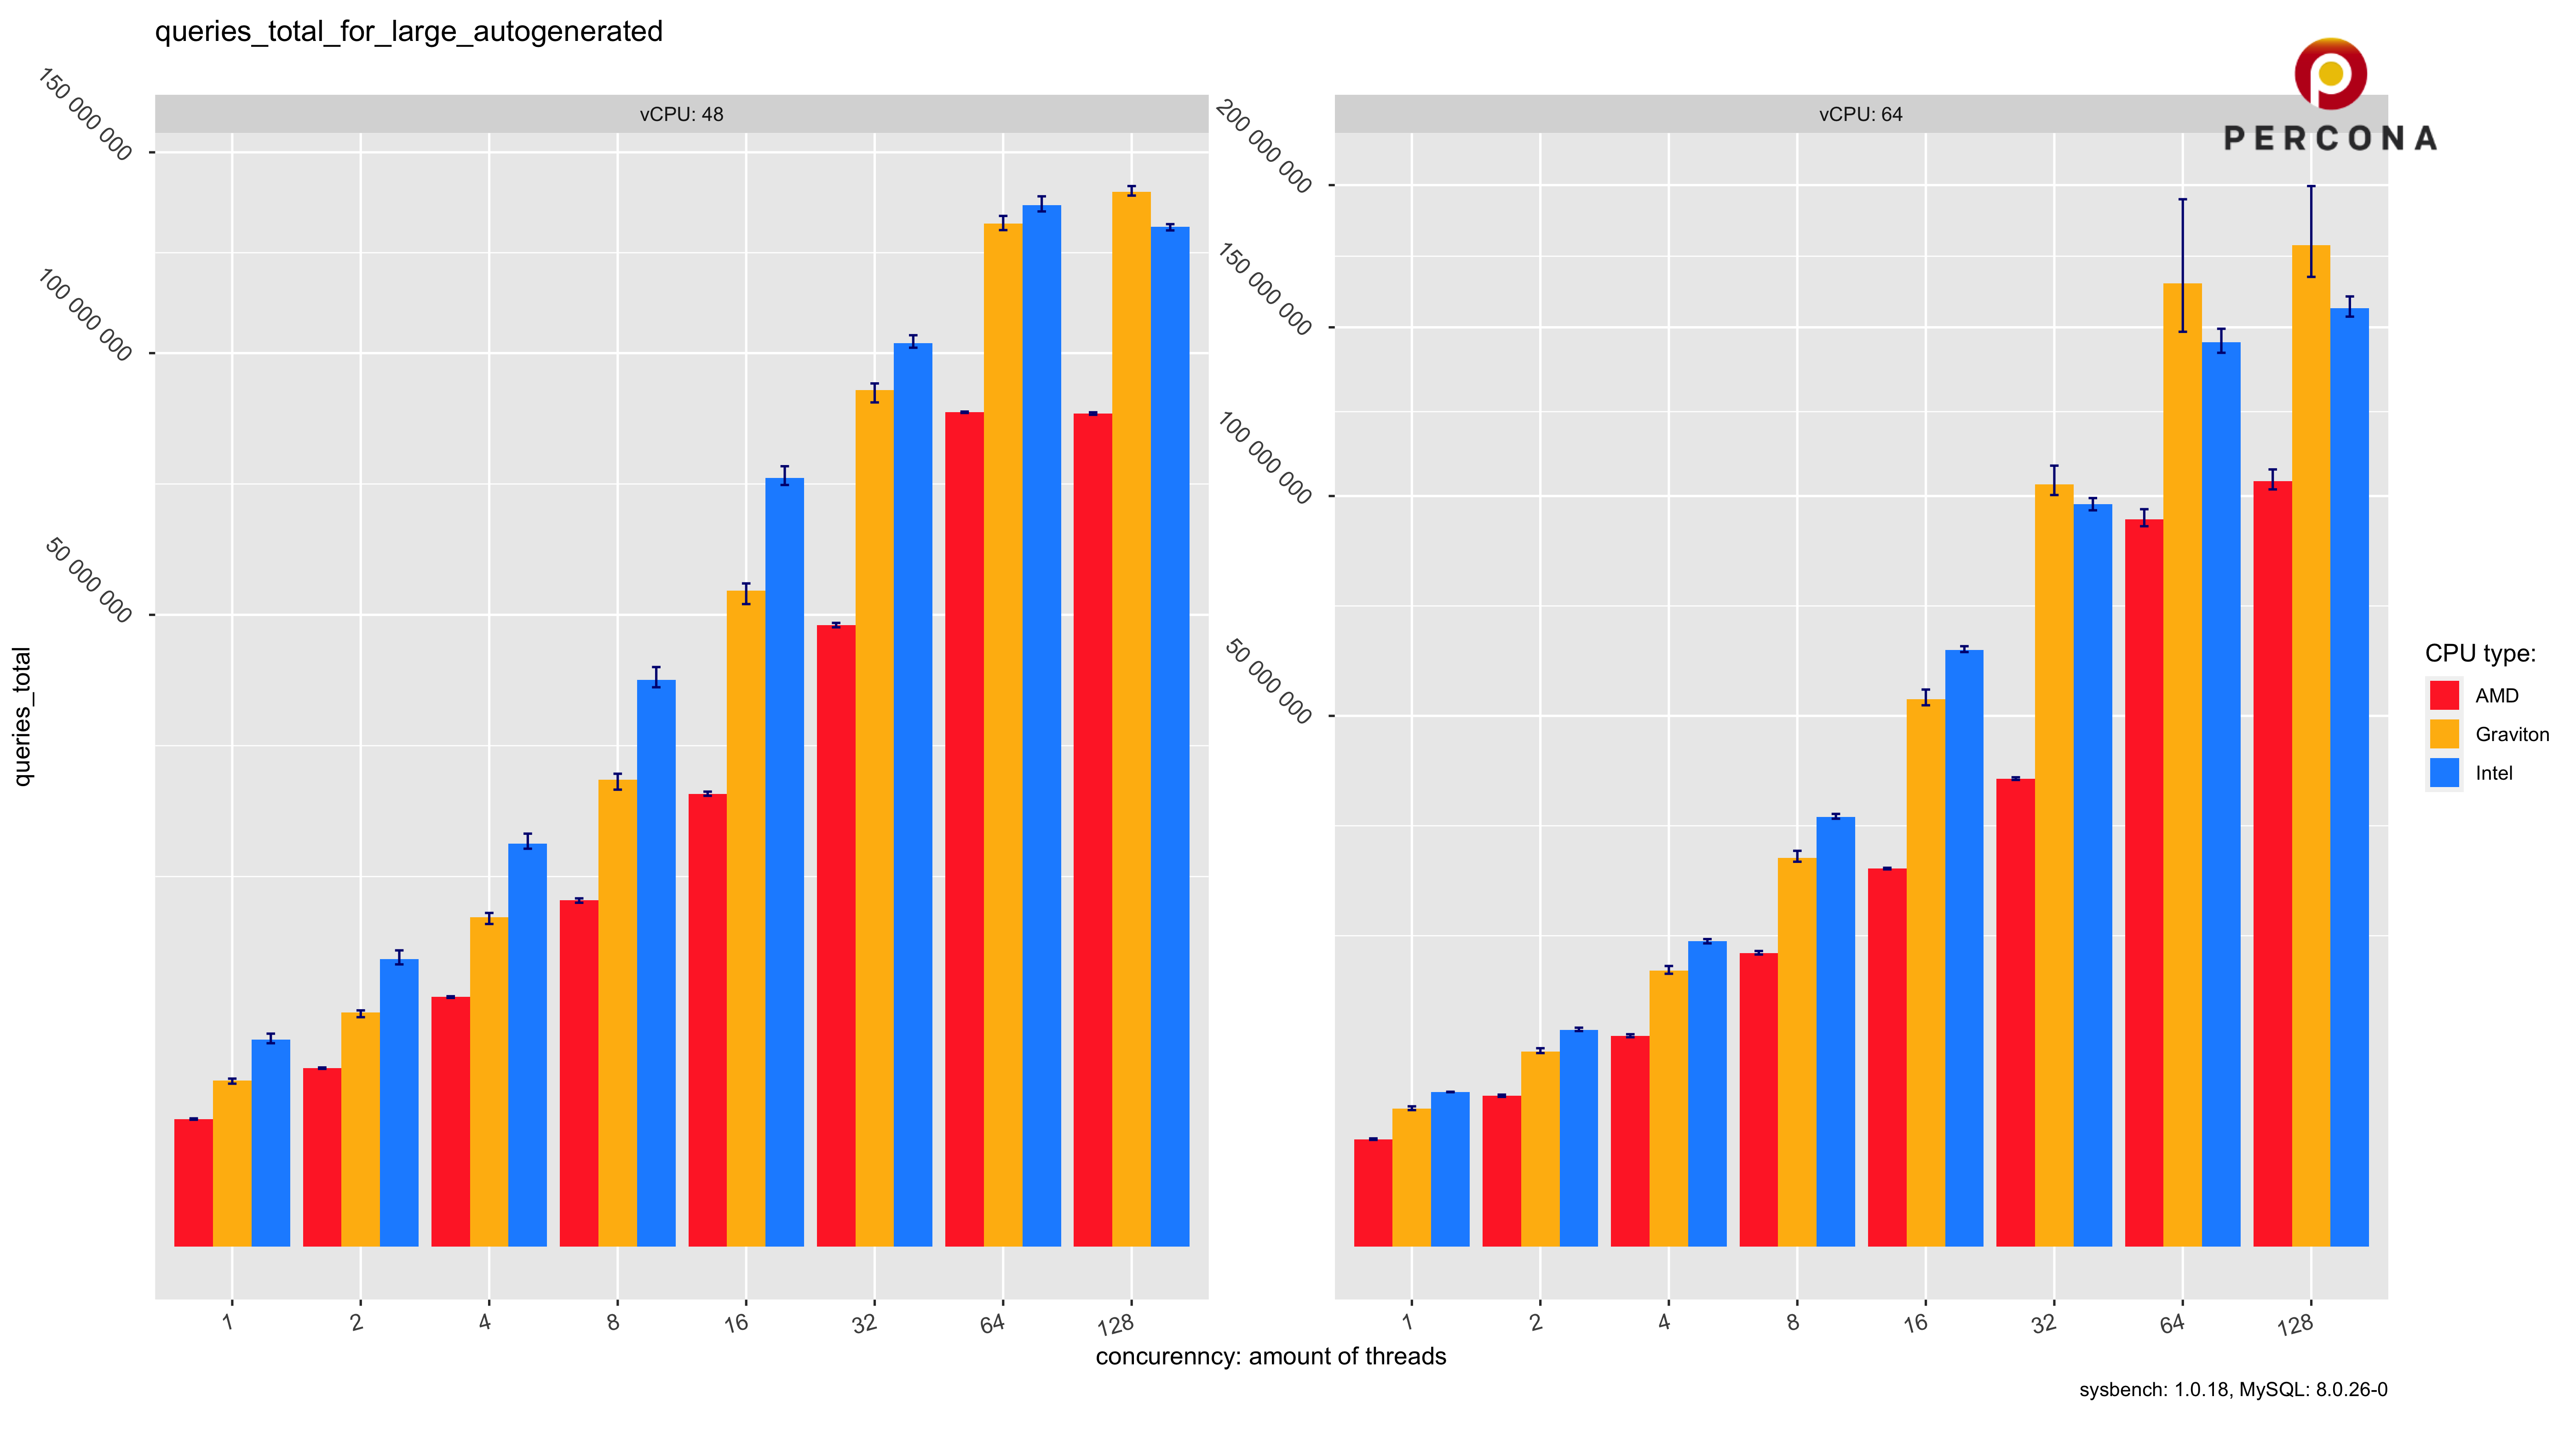 queries_total_for_large_autogenerated
PERCONA
vCPU: 48
vCPU: 64
queries_total
150 000 000
100 000 000
50 000 000
200 000 000
150 000 000
100 000 000
50 000 000
1 2 4 8 16 32 64 128
1 2 4 8 16 32 64 128
concurenncy: amount of threads
CPU type:
AMD
Graviton
Intel
sysbench: 1.0.18, MySQL: 8.0.26-0